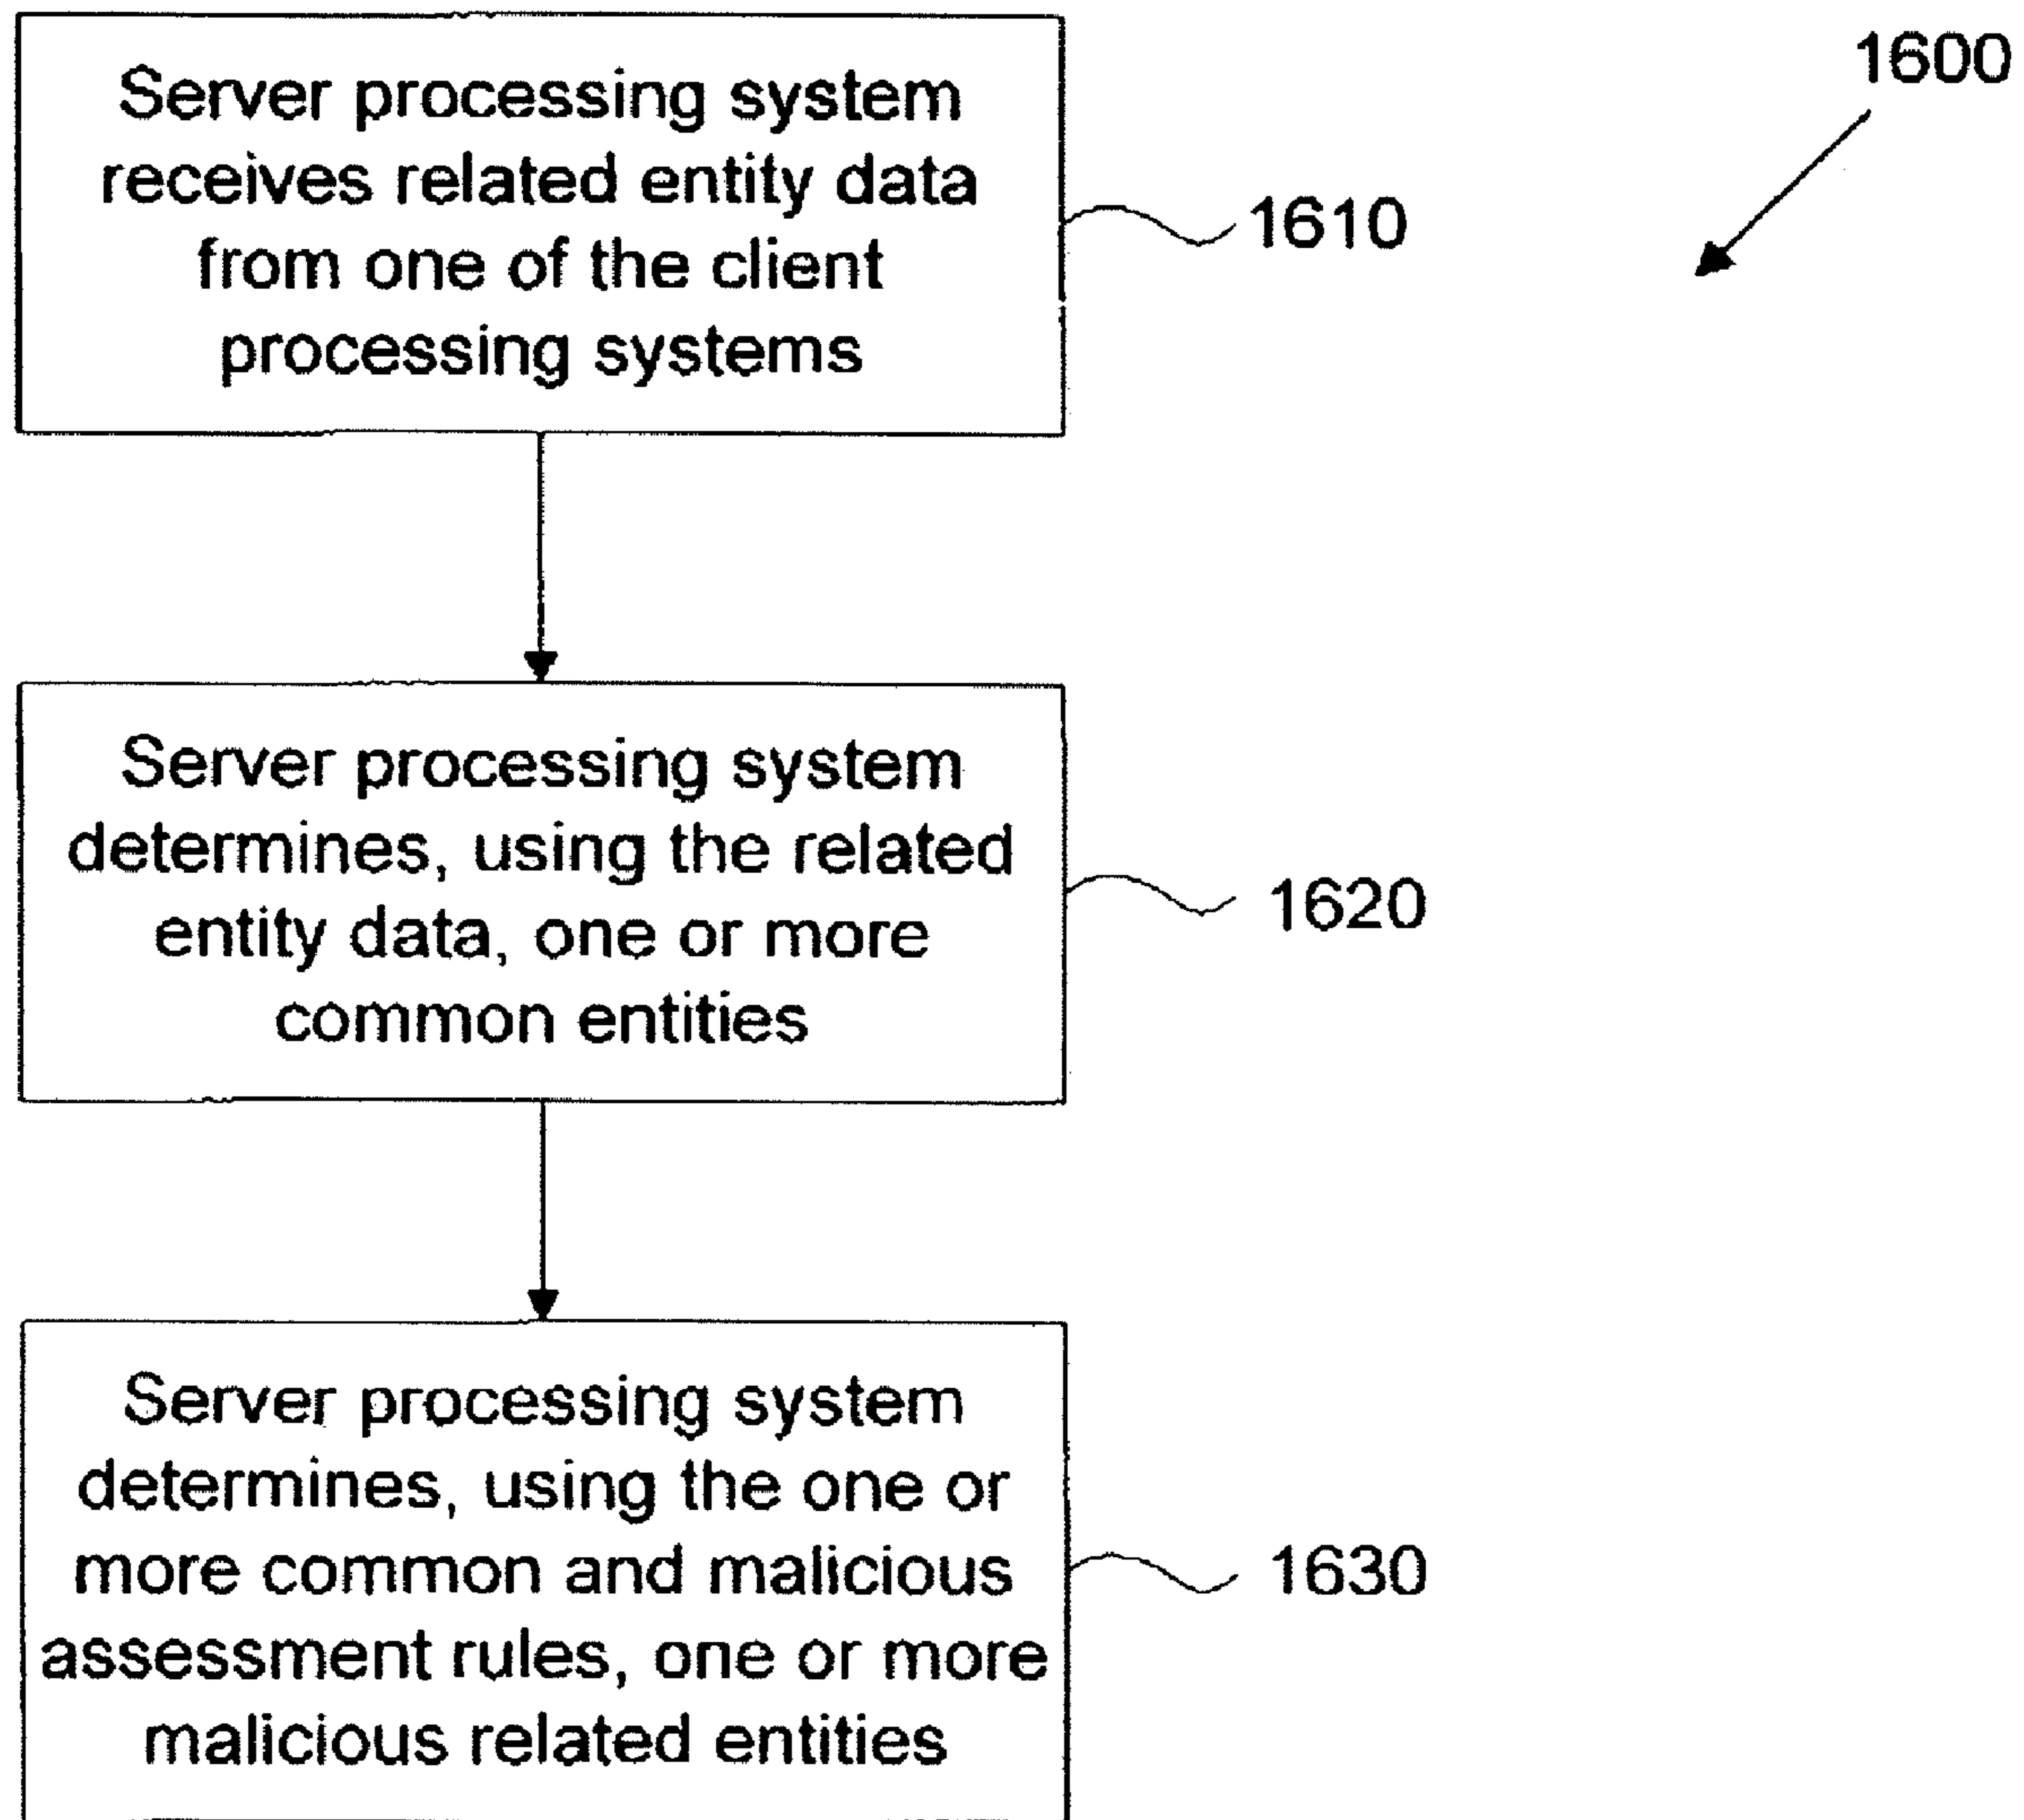 1600
Server processing system
receives related entity data
from one of the client
processing systems
1610
Server processing system
determines, using the related
entity data, one or more
common entities
1620
Server processing system
determines, using the one or
more common and malicious
assessment rules, one or more
malicious related entities
1630